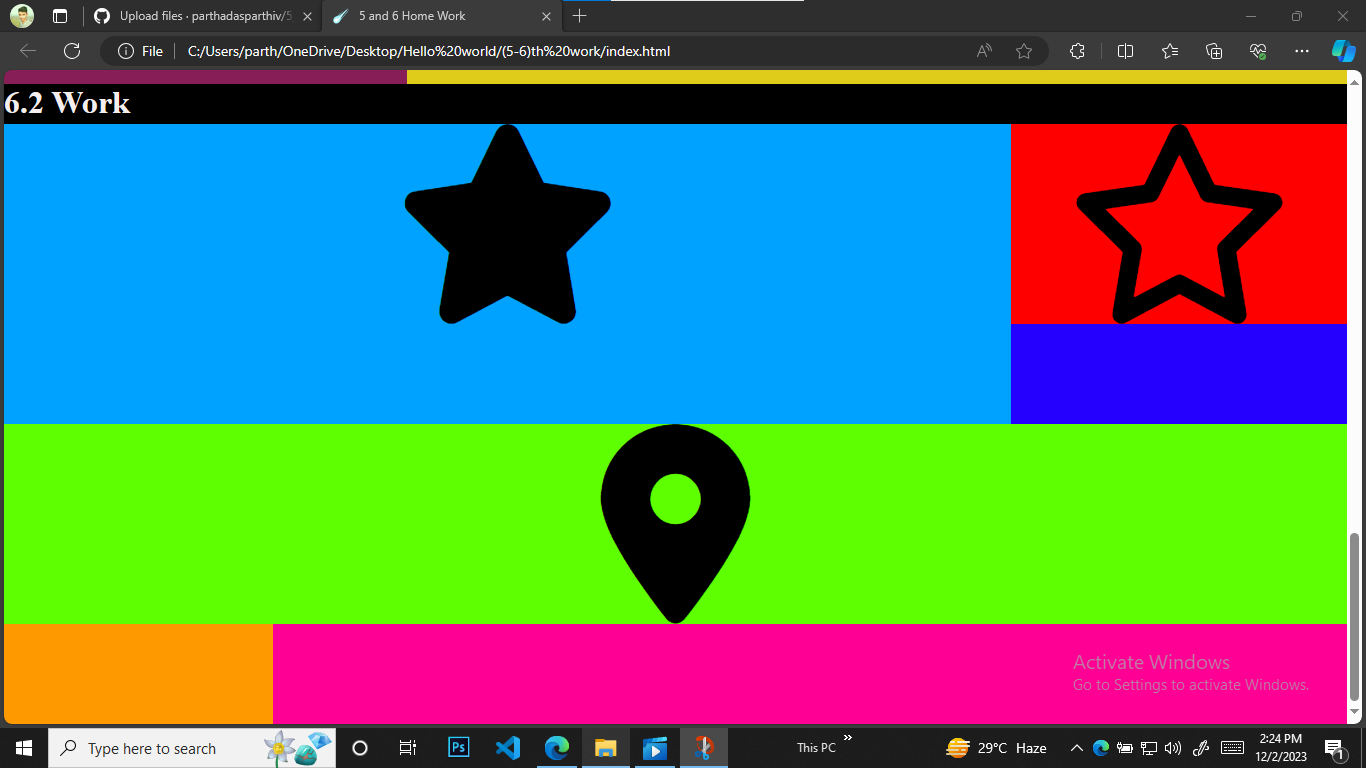 Upload files · parthadasparthiv/5
5 and 6 Home Work
File
C:/Users/parth/OneDrive/Desktop/Hello%20world/(5-6)th%20work/index.html
6.2 Work
Activate Windows
Go to Settings to activate Windows.
Type here to search
Ps
This PC
29°C Haze
2:24 PM
12/2/2023
1